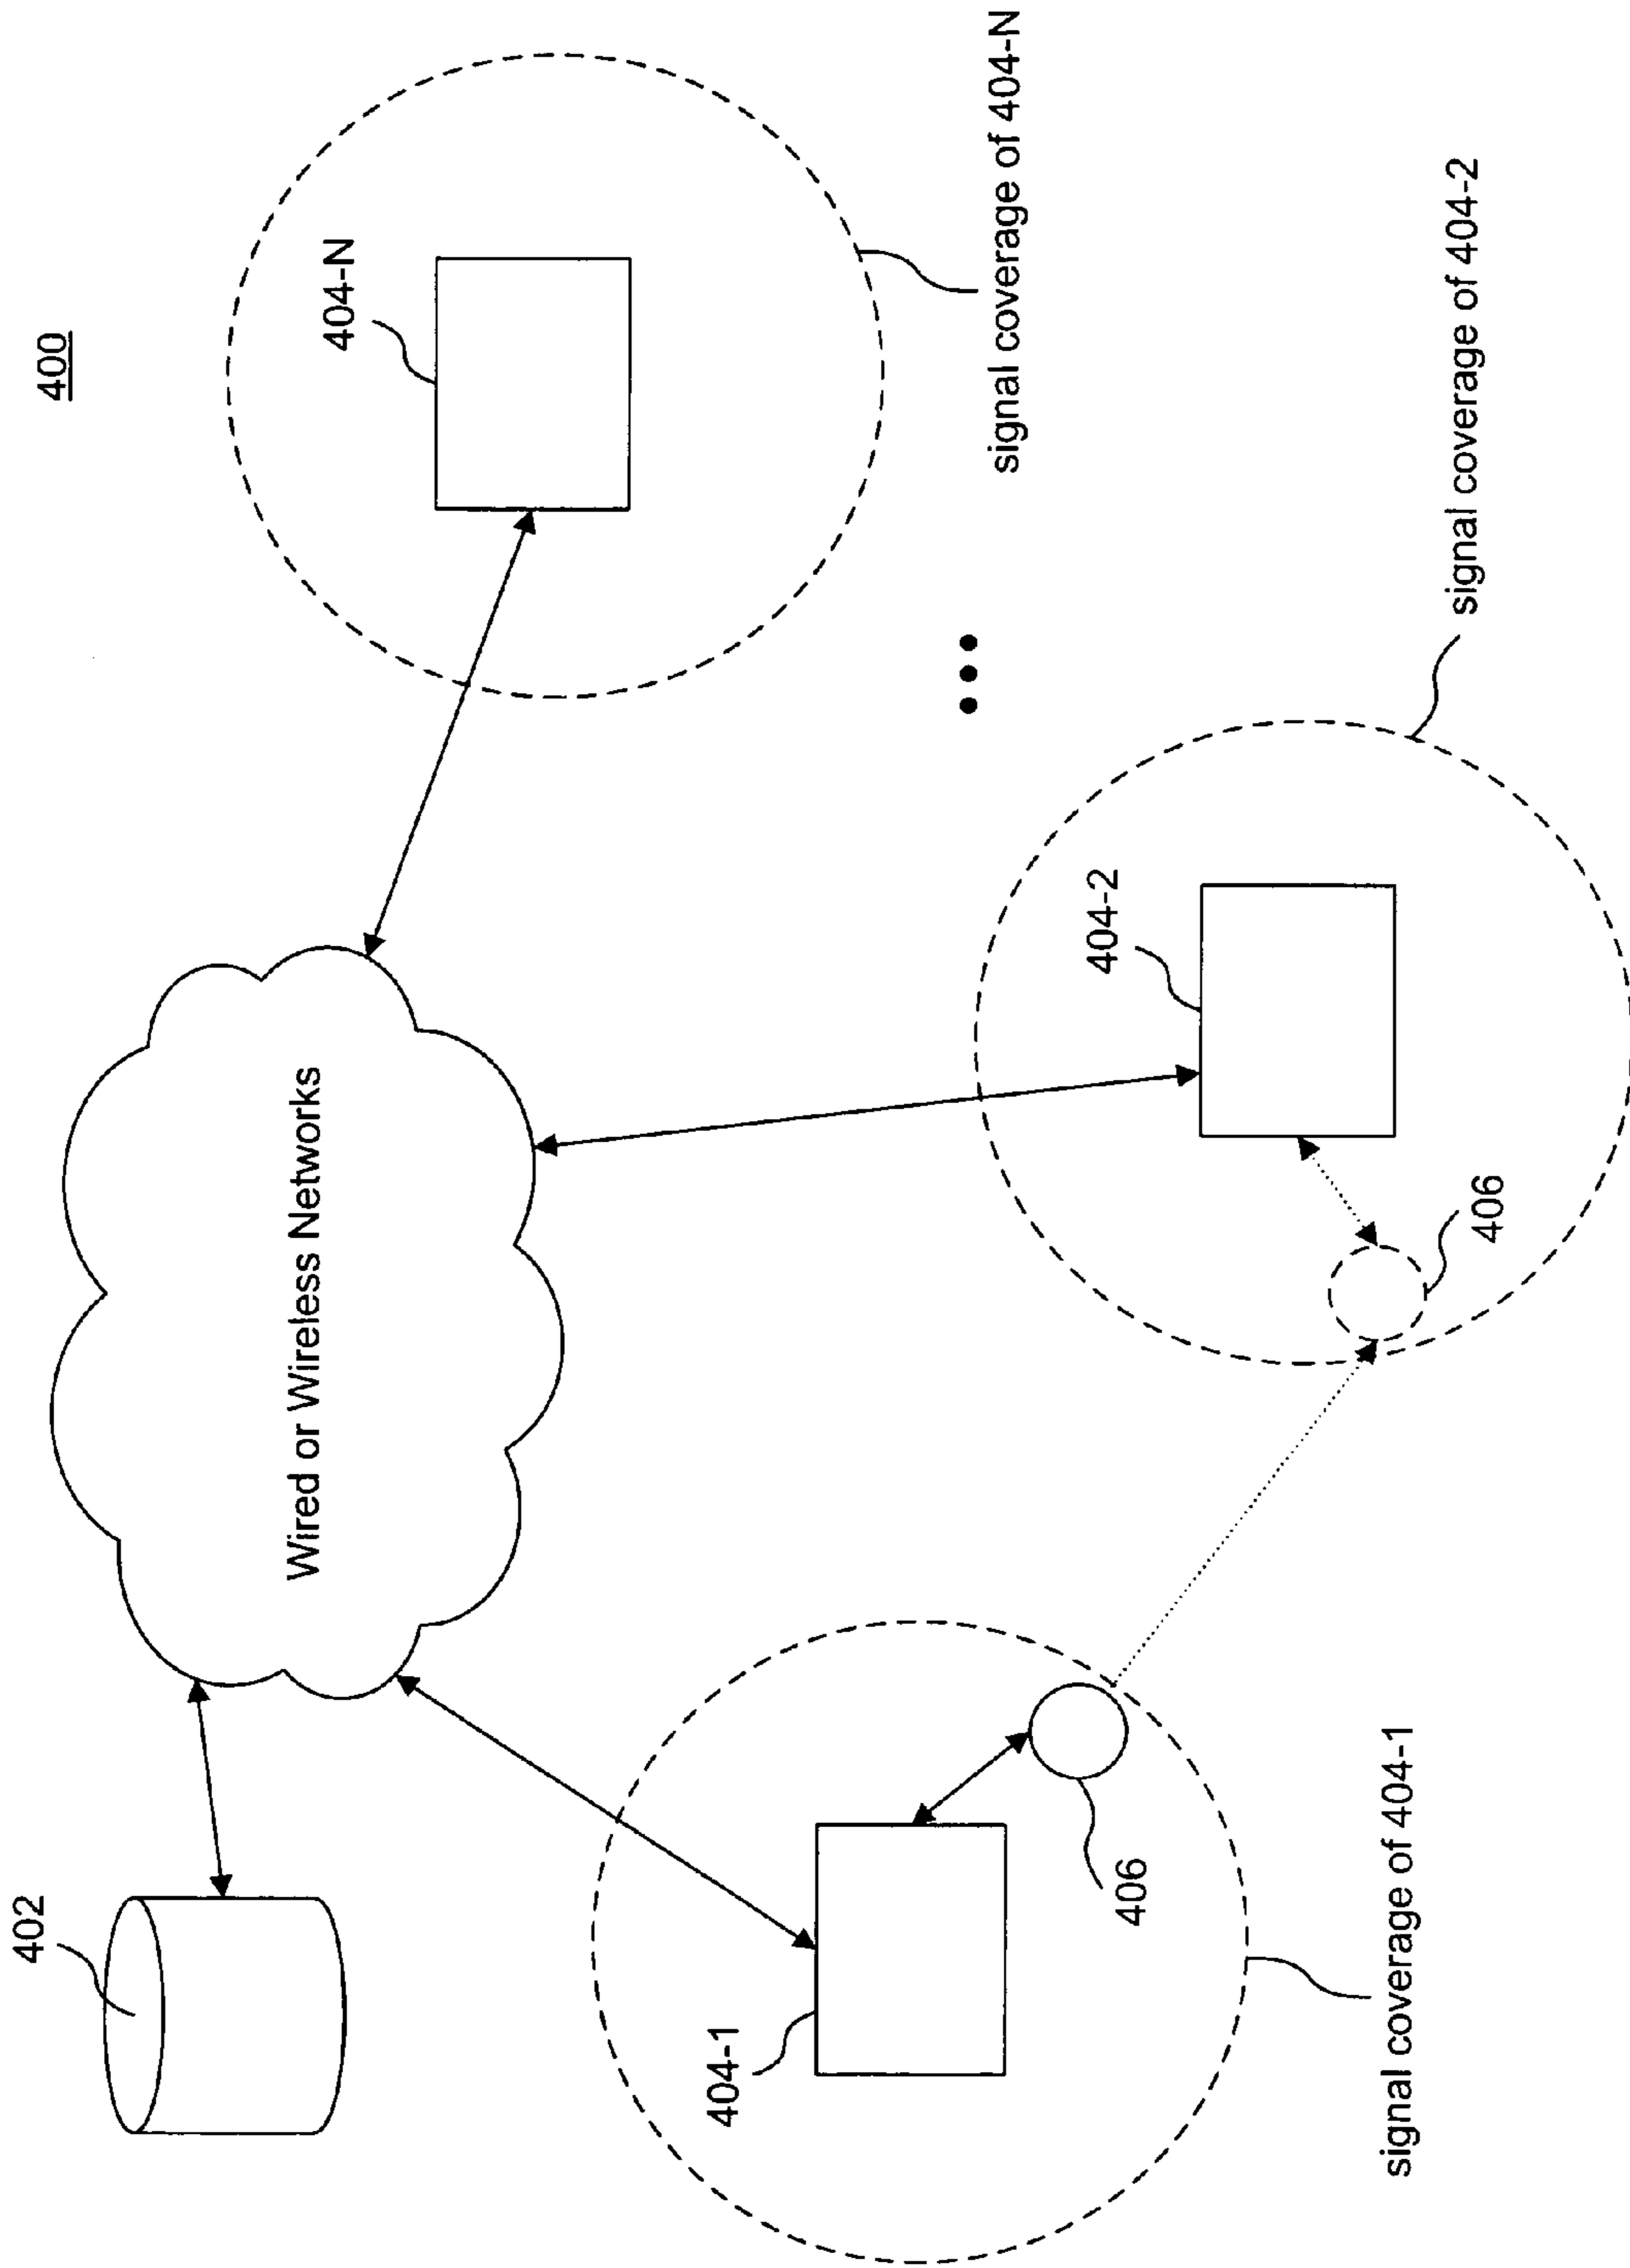 400
402
Wired or Wireless Networks
404-N
signal coverage of 404-N
404-1
406
signal coverage of 404-1
404-2
406
signal coverage of 404-2